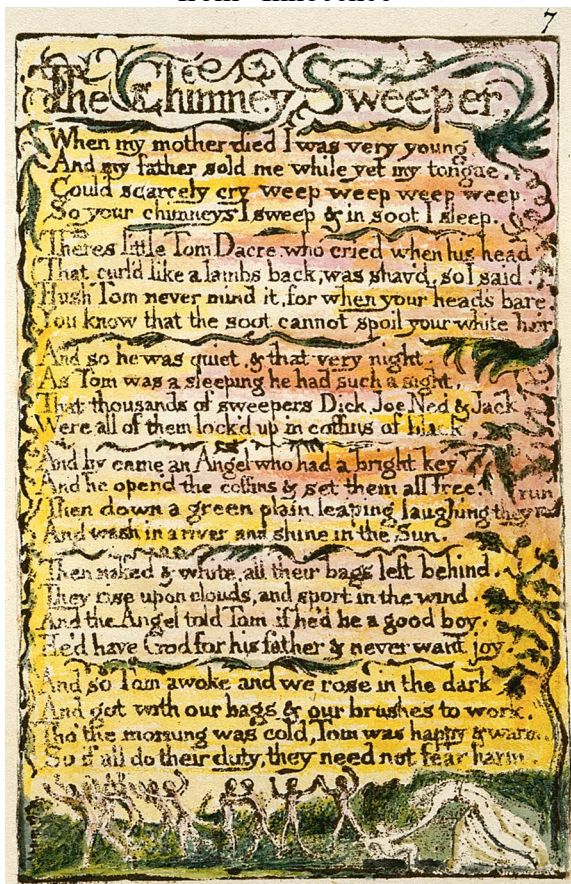 from Innocence
7
The Chimney Sweeper
When my mother died I was very young
And my father sold me while yet my tongue.
Could scarcely cry weep weep weep weep.
So your chimneys I sweep & in soot I sleep.
Theres little Tom Dacre who cried when his head
That curl'd like a lambs back, was shav'd, so I said
Hush Tom never mind it, for when your heads bare
You know that the soot cannot spoil your white hair
And so he was quiet, & that very night
As Tom was a sleeping he had such a sight.
That thousands of sweepers Dick, Joe, Ned & Jack
Were all of them lock'd up in coffins of black
And by came an Angel who had a bright key
And he open'd the coffins & set them all free.
Then down a green plain leaping laughing they run
And wash in a river and shine in the Sun.
Then naked & white, all their bags left behind.
They rise upon clouds, and sport in the wind.
And the Angel told Tom if he'd be a good boy.
He'd have God for his father & never want joy.
And so Tom awoke and we rose in the dark
And got with our bags & our brushes to work.
Tho' the morning was cold, Tom was happy & warm.
So if all do their duty, they need not fear harm.